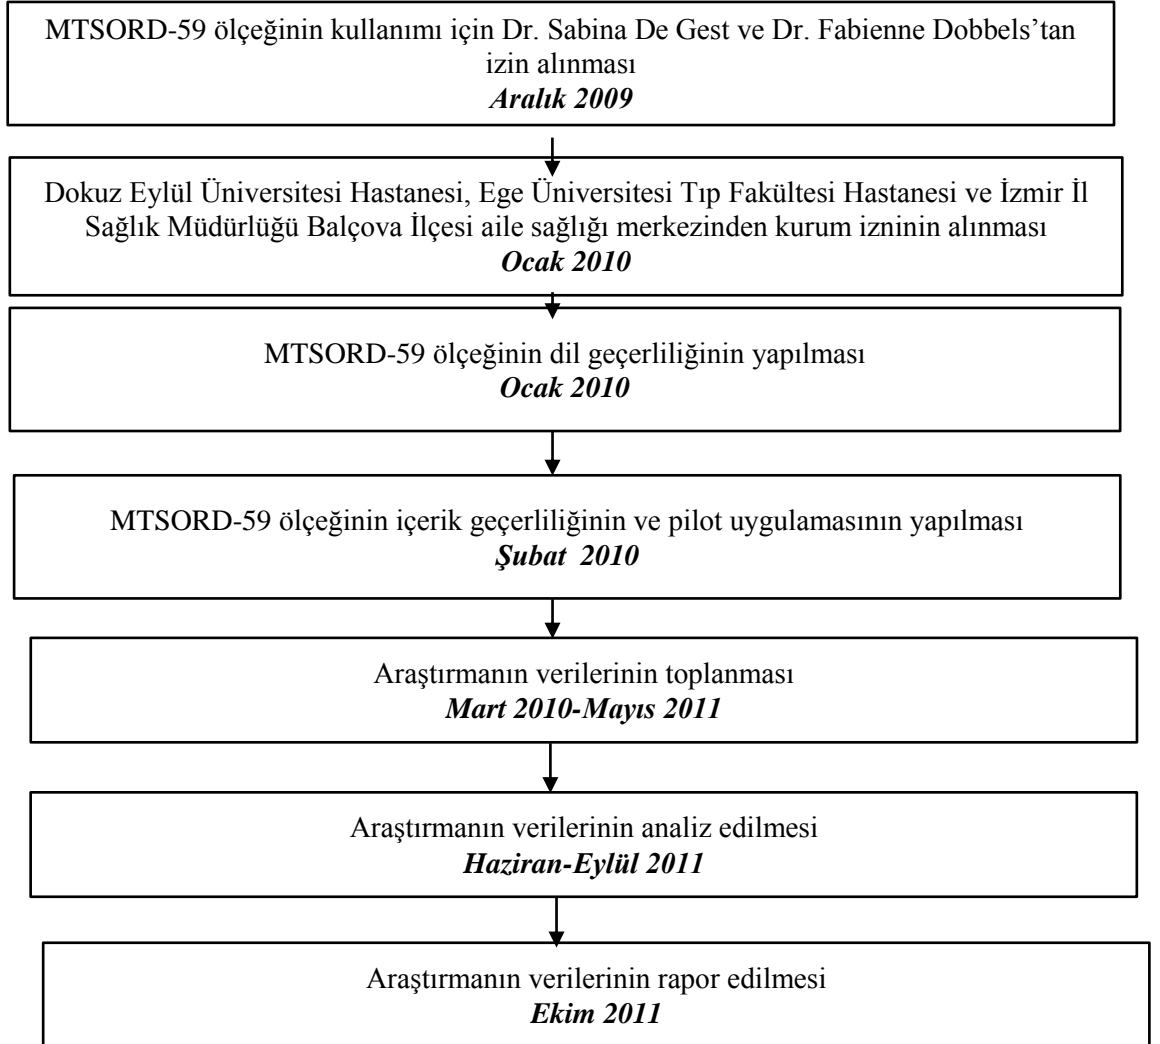 MTSORD-59 ölçeğinin kullanımı için Dr. Sabina De Gest ve Dr. Fabienne Dobbels’tan
izin alınması
Aralık 2009
Dokuz Eylül Üniversitesi Hastanesi, Ege Üniversitesi Tıp Fakültesi Hastanesi ve İzmir İl
Sağlık Müdürlüğü Balçova İlçesi aile sağlığı merkezinden kurum izninin alınması
Ocak 2010
MTSORD-59 ölçeğinin dil geçerliliğinin yapılması
Ocak 2010
MTSORD-59 ölçeğinin içerik geçerliliğinin ve pilot uygulamasının yapılması
Şubat 2010
Araştırmanın verilerinin toplanması
Mart 2010-Mayıs 2011
Araştırmanın verilerinin analiz edilmesi
Haziran-Eylül 2011
Araştırmanın verilerinin rapor edilmesi
Ekim 2011